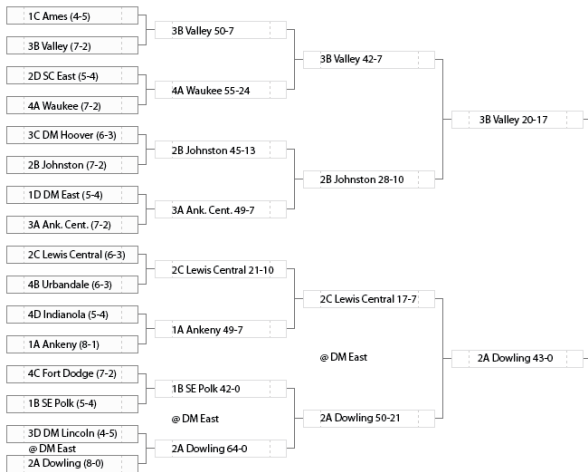 1C Ames (4-5)
3B Valley (7-2)
2D SC East (5-4)
4A Waukee (7-2)
3C DM Hoover (6-3)
2B Johnston (7-2)
1D DM East (5-4)
3A Ank. Cent. (7-2)
2C Lewis Central (6-3)
4B Urbandale (6-3)
4D Indianola (5-4)
1A Ankeny (8-1)
4C Fort Dodge (7-2)
1B SE Polk (5-4)
3D DM Lincoln (4-5)
@ DM East
2A Dowling (8-0)
3B Valley 50-7
4A Waukee 55-24
2B Johnston 45-13
3A Ank. Cent. 49-7
2C Lewis Central 21-10
1A Ankeny 49-7
1B SE Polk 42-0
@ DM East
2A Dowling 64-0
3B Valley 42-7
2B Johnston 28-10
2C Lewis Central 17-7
@ DM East
2A Dowling 50-21
3B Valley 20-17
2A Dowling 43-0